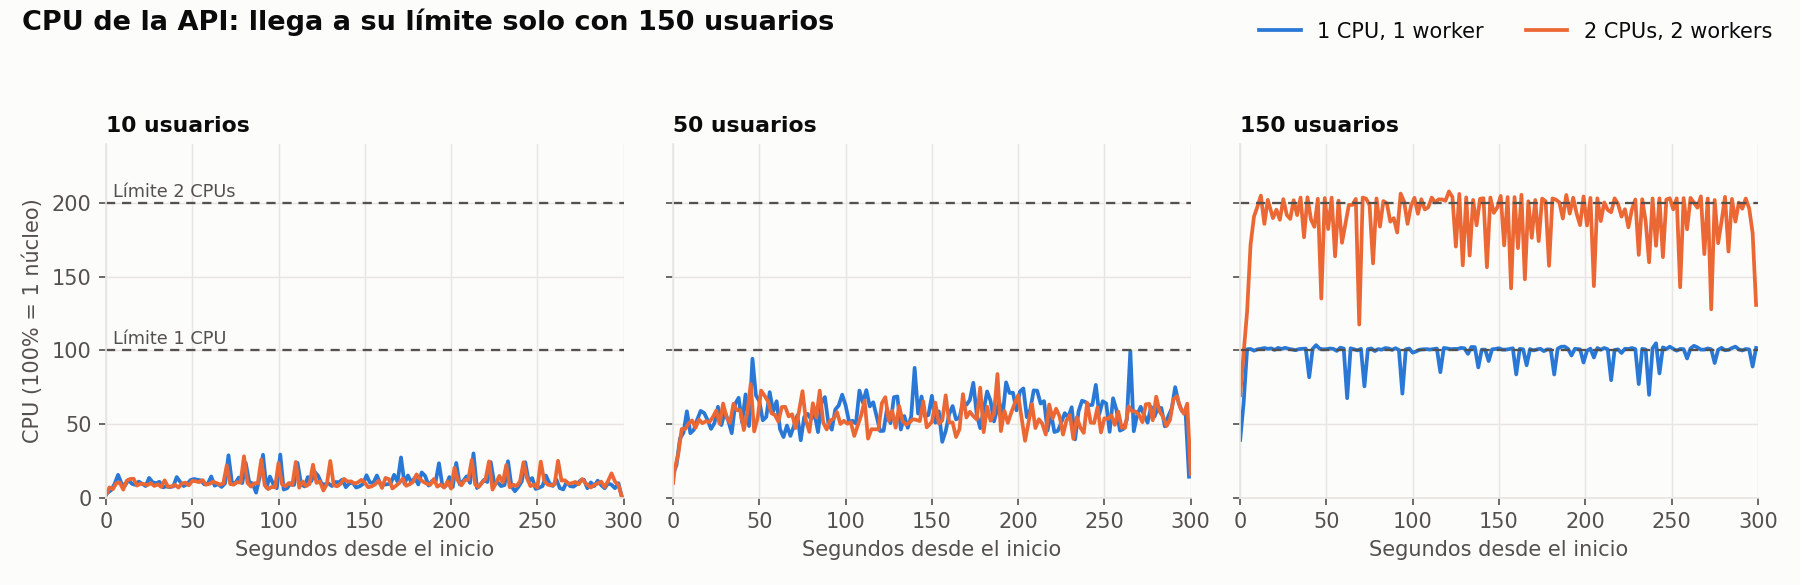 CPU de la API: llega a su límite solo con 150 usuarios
1 CPU, 1 worker
2 CPUs, 2 workers
10 usuarios
50 usuarios
150 usuarios
CPU (100% = 1 núcleo)
200
150
100
50
0
Límite 2 CPUs
Límite 1 CPU
0 50 100 150 200 250 300
0 50 100 150 200 250 300
0 50 100 150 200 250 300
Segundos desde el inicio
Segundos desde el inicio
Segundos desde el inicio